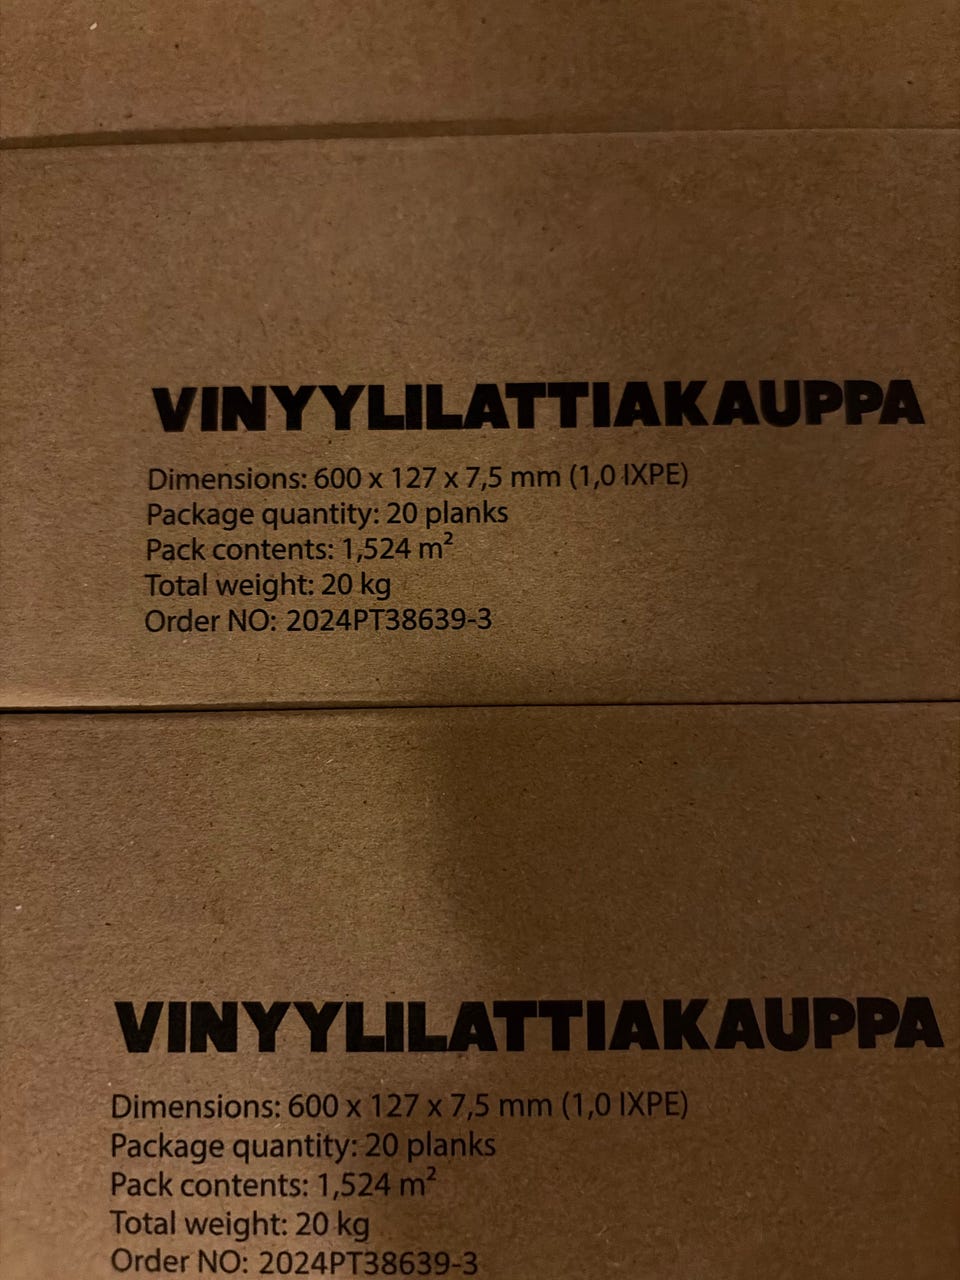 VINYYLILATTIAKAUPPA
Dimensions: 600 x 127 x 7,5 mm (1,0 IXPE)
Package quantity: 20 planks
Pack contents: 1,524 m²
Total weight: 20 kg
Order NO: 2024PT38639-3
VINYYLILATTIAKAUPPA
Dimensions: 600 x 127 x 7,5 mm (1,0 IXPE)
Package quantity: 20 planks
Pack contents: 1,524 m²
Total weight: 20 kg
Order NO: 2024PT38639-3